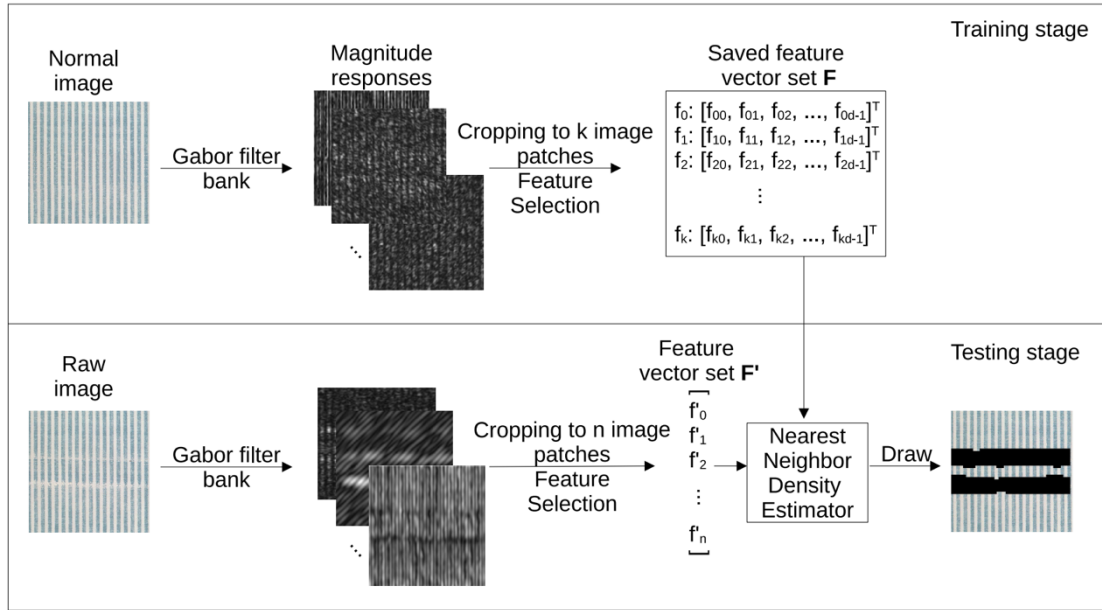 Training stage
Normal
image
Gabor filter
bank
Magnitude
responses
Cropping to k image
patches
Feature
Selection
Saved feature
vector set F
f₀: [f₀₀, f₀₁, f₀₂, ..., f₀d-₁]ᵀ
f₁: [f₁₀, f₁₁, f₁₂, ..., f₁d-₁]ᵀ
f₂: [f₂₀, f₂₁, f₂₂, ..., f₂d-₁]ᵀ
⋮
fₖ: [fₖ₀, fₖ₁, fₖ₂, ..., fₖd-₁]ᵀ
Testing stage
Raw
image
Gabor filter
bank
Cropping to n image
patches
Feature
Selection
Feature
vector set F'
f'₀
f'₁
f'₂
⋮
f'ₙ
Nearest
Neighbor
Density
Estimator
Draw